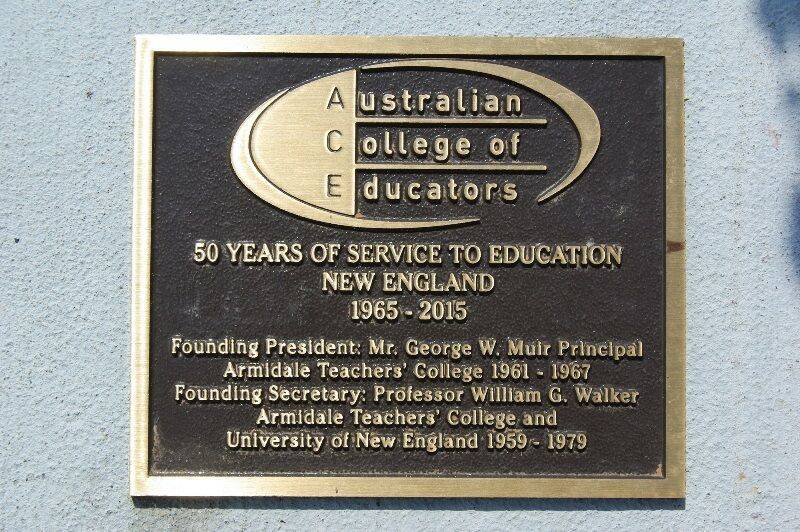 Australian
College of
Educators
50 YEARS OF SERVICE TO EDUCATION
NEW ENGLAND
1965 - 2015
Founding President: Mr. George W. Muir Principal
Armidale Teachers' College 1961 - 1967
Founding Secretary: Professor William G. Walker
Armidale Teachers' College and
University of New England 1959 - 1979